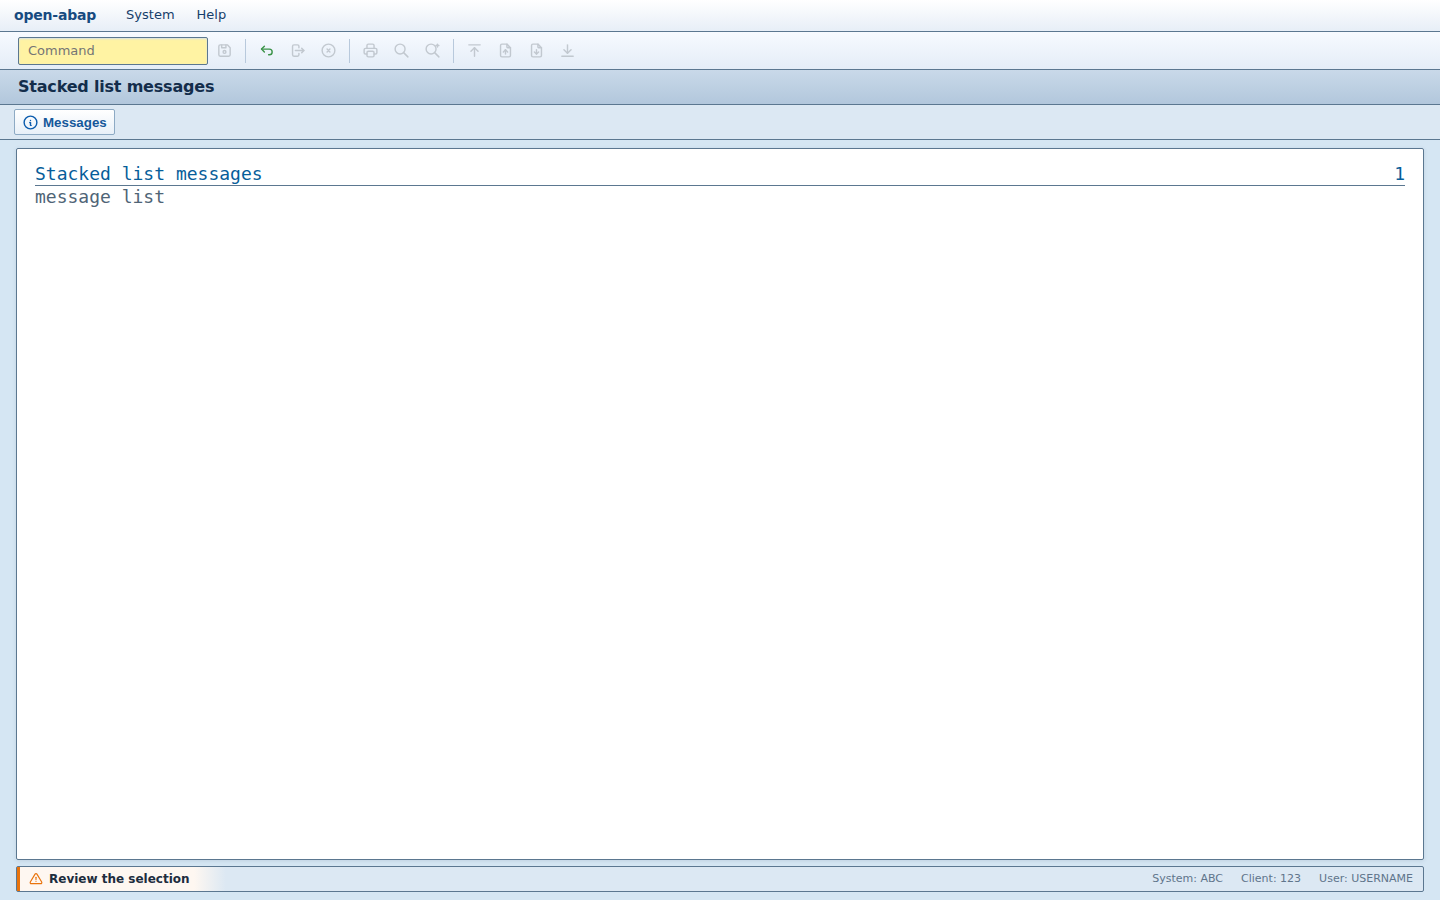 open-abap System Help
Command
Stacked list messages
Messages
Stacked list messages 1
message list
Review the selection System: ABC Client: 123 User: USERNAME